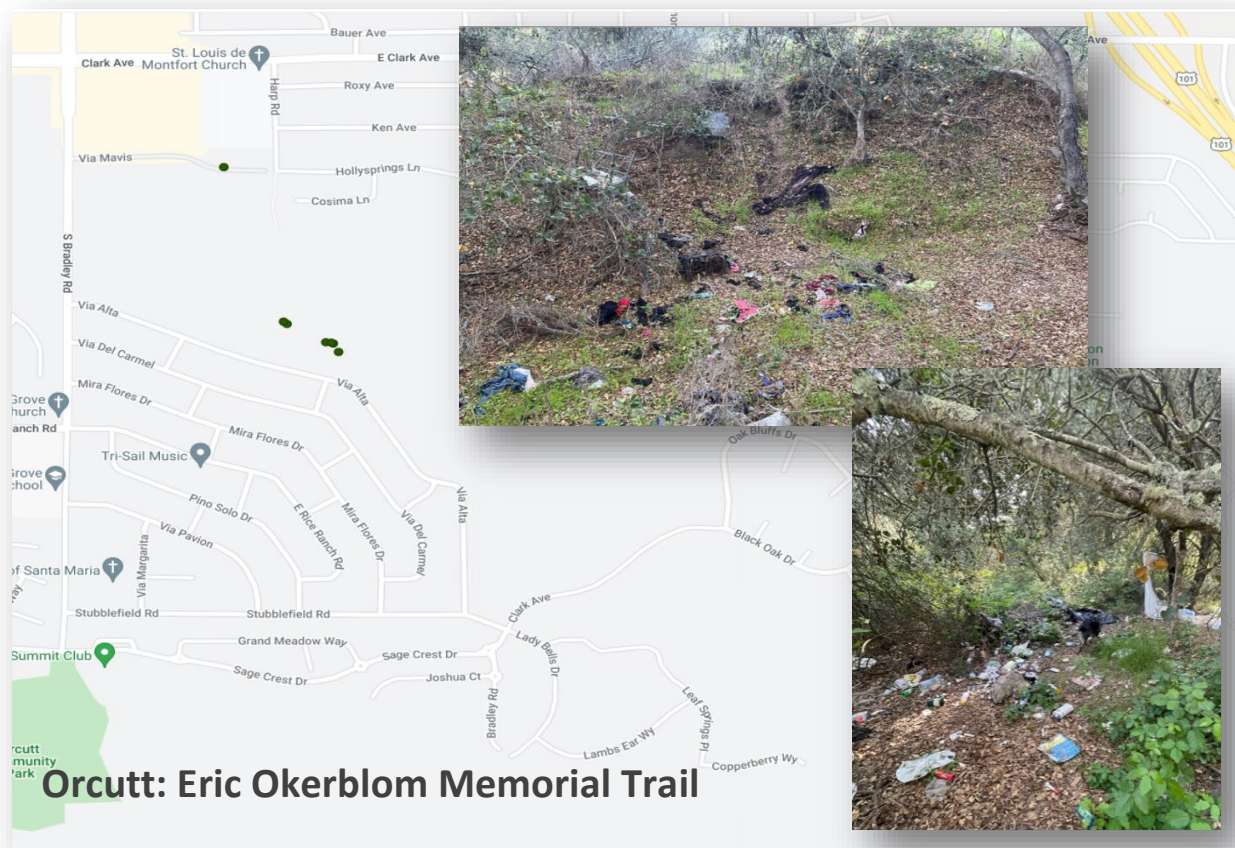 Bauer Ave
St. Louis de
Montfort Church
Clark Ave
E Clark Ave
Ave
Roxy Ave
101
Harp Rd
Ken Ave
101
Via Mavis
Hollysprings Ln
Cosima Ln
S Bradley Rd
Via Alta
Via Del Carmel
on
on
Mira Flores Dr
Via Alta
Grove
hurch
anch Rd
Mira Flores Dr
Oak Bluffs Dr
Tri-Sail Music
Grove
chool
Pino Solo Dr
E Rice Ranch Rd
Mira Flores Dr
Via Del Carmel
Via Alta
Via Pavion
Black Oak Dr
of Santa Maria
Via Margarita
Clark Ave
Stubblefield Rd
Stubblefield Rd
Grand Meadow Way
Lady Bells Dr
Summit Club
Sage Crest Dr
Sage Crest Dr
Joshua Ct
Bradley Rd
Leaf Springs Pl
Lambs Ear Wy
Copperberry Wy
rcutt
munity
Park
Orcutt: Eric Okerblom Memorial Trail